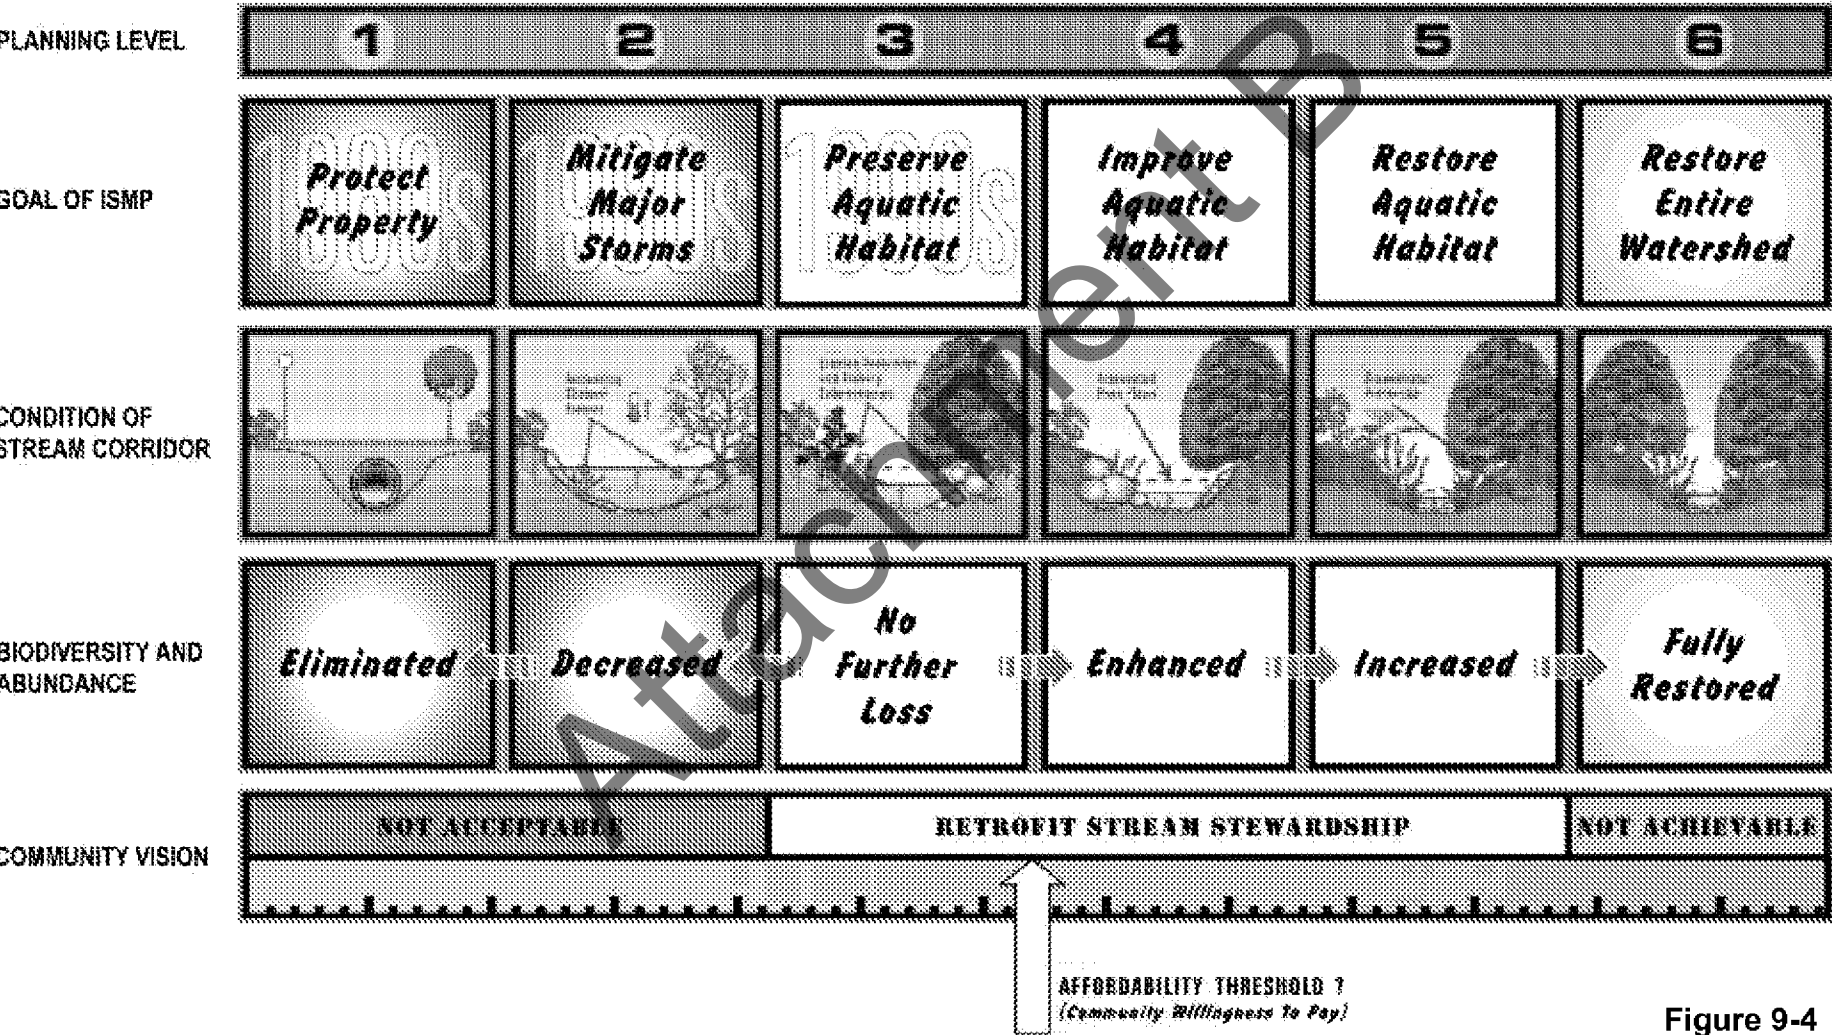 PLANNING LEVEL
1 2 3 4 5 6
GOAL OF ISMP
Protect
Property
Mitigate
Major
Storms
Preserve
Aquatic
Habitat
Improve
Aquatic
Habitat
Restore
Aquatic
Habitat
Restore
Entire
Watershed
CONDITION OF
STREAM CORRIDOR
BIODIVERSITY AND
ABUNDANCE
Eliminated
Decreased
No
Further
Loss
Enhanced
Increased
Fully
Restored
COMMUNITY VISION
NOT ACCEPTABLE
RETROFIT STREAM STEWARDSHIP
NOT ACHIEVABLE
AFFORDABILITY THRESHOLD ?
(Community Willingness To Pay)
Figure 9-4
Attachment B